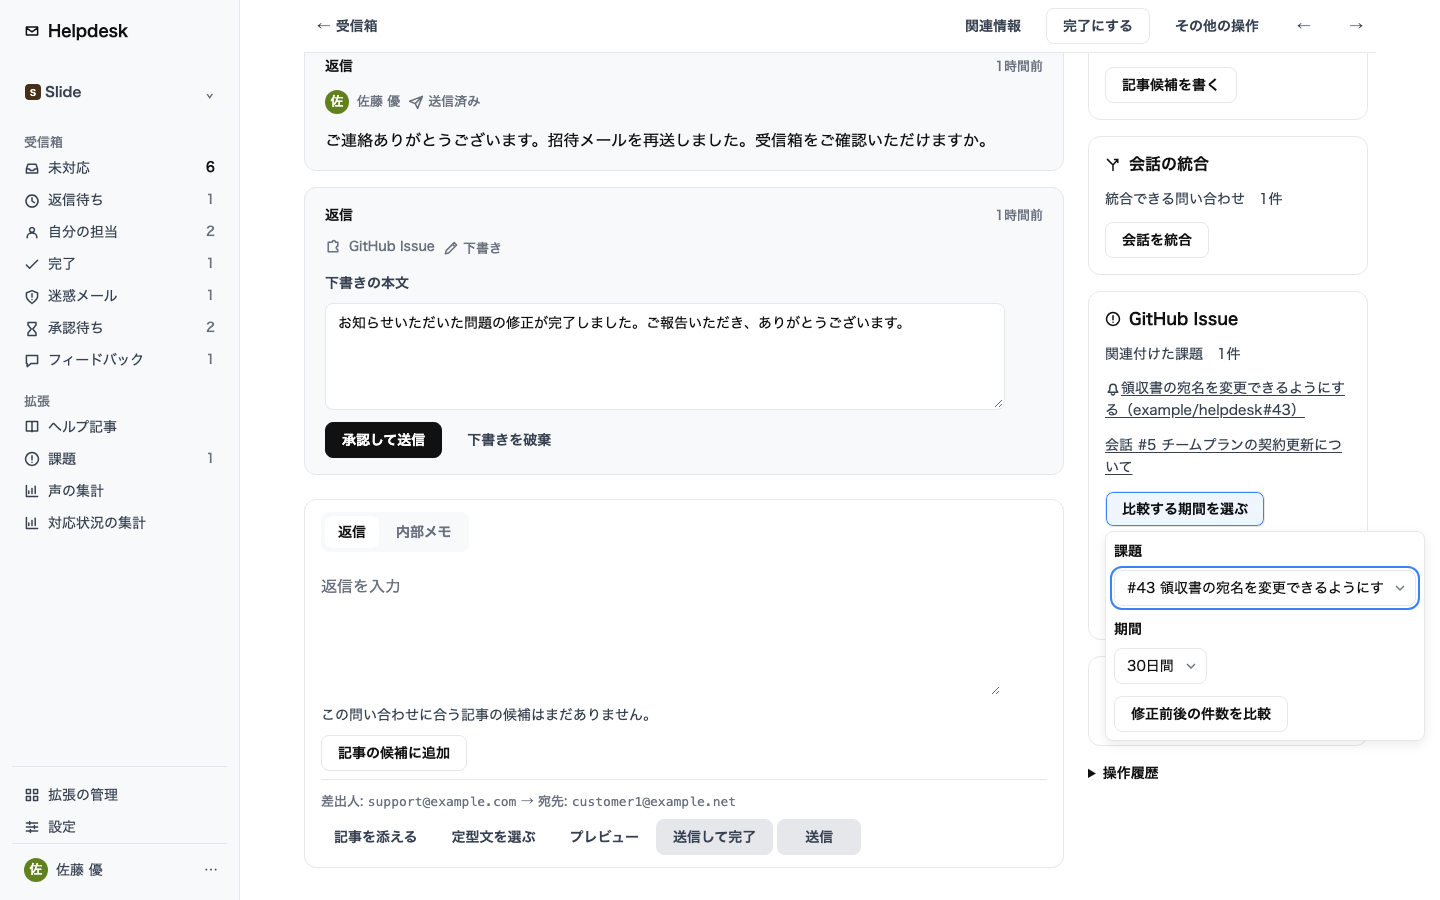 Helpdesk
S Slide
受信箱
未対応 6
返信待ち 1
自分の担当 2
完了 1
迷惑メール 1
承認待ち 2
フィードバック 1
拡張
ヘルプ記事
課題 1
声の集計
対応状況の集計
拡張の管理
設定
佐 佐藤 優 …
← 受信箱
関連情報 完了にする その他の操作 ← →
返信 1時間前
佐 佐藤 優 送信済み
ご連絡ありがとうございます。招待メールを再送しました。受信箱をご確認いただけますか。
返信 1時間前
GitHub Issue 下書き
下書きの本文
お知らせいただいた問題の修正が完了しました。ご報告いただき、ありがとうございます。
承認して送信 下書きを破棄
返信 内部メモ
返信を入力
この問い合わせに合う記事の候補はまだありません。
記事の候補に追加
差出人: support@example.com → 宛先: customer1@example.net
記事を添える 定型文を選ぶ プレビュー 送信して完了 送信
記事候補を書く
会話の統合
統合できる問い合わせ 1件
会話を統合
GitHub Issue
関連付けた課題 1件
領収書の宛名を変更できるようにす
る（example/helpdesk#43）
会話 #5 チームプランの契約更新につ
いて
比較する期間を選ぶ
課題
#43 領収書の宛名を変更できるようにす
期間
30日間
修正前後の件数を比較
▶ 操作履歴